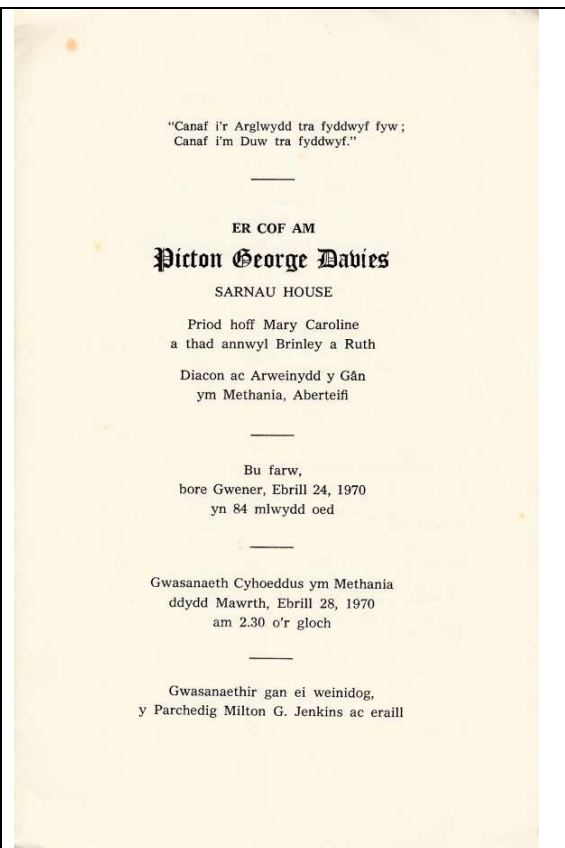 "Canaf i'r Arglwydd tra fyddwyf fyw ;
Canaf i'm Duw tra fyddwyf."
ER COF AM
Picton George Davies
SARNAU HOUSE
Priod hoff Mary Caroline
a thad annwyl Brinley a Ruth
Diacon ac Arweinydd y Gân
ym Methania, Aberteifi
Bu farw,
bore Gwener, Ebrill 24, 1970
yn 84 mlwydd oed
Gwasanaeth Cyhoeddus ym Methania
ddydd Mawrth, Ebrill 28, 1970
am 2.30 o'r gloch
Gwasanaethir gan ei weinidog,
y Parchedig Milton G. Jenkins ac eraill